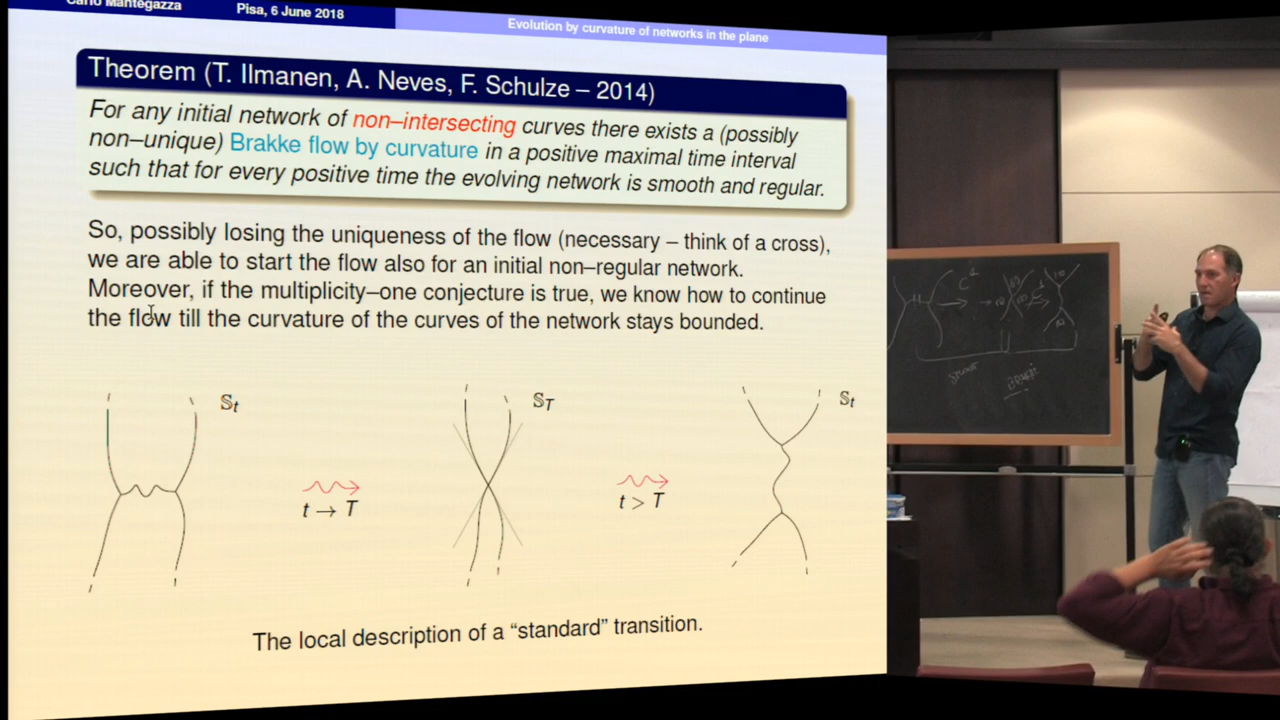 Carlo Mantegazza
Pisa, 6 June 2018
Evolution by curvature of networks in the plane
Theorem (T. Ilmanen, A. Neves, F. Schulze – 2014)
For any initial network of non–intersecting curves there exists a (possibly
non–unique) Brakke flow by curvature in a positive maximal time interval
such that for every positive time the evolving network is smooth and regular.
So, possibly losing the uniqueness of the flow (necessary – think of a cross),
we are able to start the flow also for an initial non–regular network.
Moreover, if the multiplicity–one conjecture is true, we know how to continue
the flow till the curvature of the curves of the network stays bounded.
𝕊t
𝕊T
𝕊t
t → T
t > T
The local description of a “standard” transition.